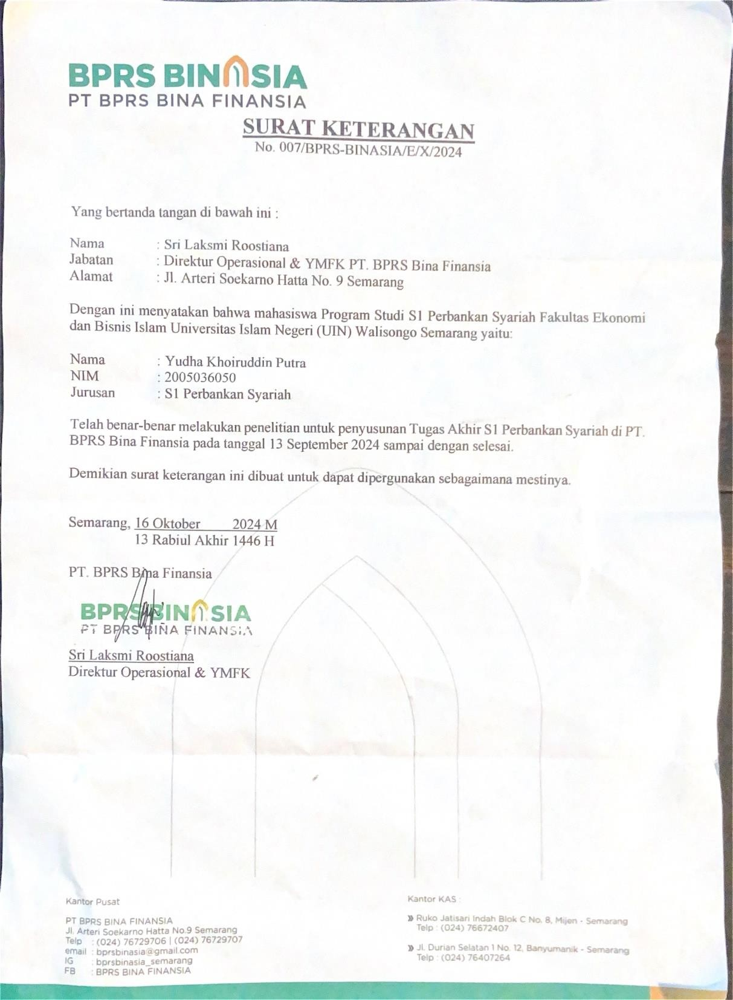 BPRS BINASIA
PT BPRS BINA FINANSIA
SURAT KETERANGAN
No. 007/BPRS-BINASIA/E/X/2024
Yang bertanda tangan di bawah ini :
Nama : Sri Laksmi Roostiana
Jabatan : Direktur Operasional & YMFK PT. BPRS Bina Finansia
Alamat : Jl. Arteri Soekarno Hatta No. 9 Semarang
Dengan ini menyatakan bahwa mahasiswa Program Studi S1 Perbankan Syariah Fakultas Ekonomi
dan Bisnis Islam Universitas Islam Negeri (UIN) Walisongo Semarang yaitu:
Nama : Yudha Khoiruddin Putra
NIM : 2005036050
Jurusan : S1 Perbankan Syariah
Telah benar-benar melakukan penelitian untuk penyusunan Tugas Akhir S1 Perbankan Syariah di PT.
BPRS Bina Finansia pada tanggal 13 September 2024 sampai dengan selesai.
Demikian surat keterangan ini dibuat untuk dapat dipergunakan sebagaimana mestinya.
Semarang, 16 Oktober 2024 M
13 Rabiul Akhir 1446 H
PT. BPRS Bina Finansia
BPRS BINASIA
PT BPRS BINA FINANSIA
Sri Laksmi Roostiana
Direktur Operasional & YMFK
Kantor Pusat
PT BPRS BINA FINANSIA
Jl. Arteri Soekarno Hatta No.9 Semarang
Telp : (024) 76729706 | (024) 76729707
email : bprsbinasia@gmail.com
IG : bprsbinasia_semarang
FB : BPRS BINA FINANSIA
Kantor KAS :
» Ruko Jatisari Indah Blok C No. 8, Mijen - Semarang
Telp : (024) 76672407
» Jl. Durian Selatan 1 No. 12, Banyumanik - Semarang
Telp : (024) 76407264